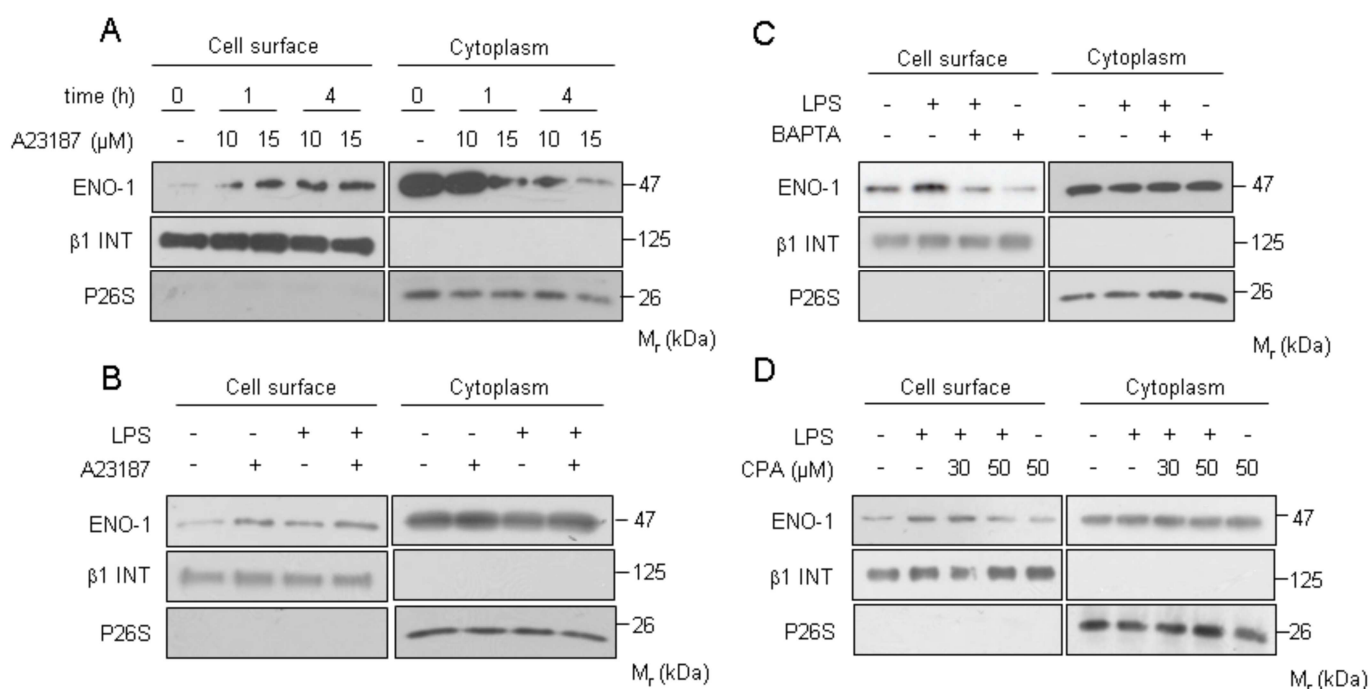 A
Cell surface Cytoplasm
time (h) 0 1 4 0 1 4
A23187 (µM) - 10 15 10 15 - 10 15 10 15
ENO-1 47
β1 INT 125
P26S 26
Mr (kDa)
B
Cell surface Cytoplasm
LPS - - + + - - + +
A23187 - + - + - + - +
ENO-1 47
β1 INT 125
P26S 26
Mr (kDa)
C
Cell surface Cytoplasm
LPS - + + - - + + -
BAPTA - - + + - - + +
ENO-1 47
β1 INT 125
P26S 26
Mr (kDa)
D
Cell surface Cytoplasm
LPS - + + + - - + + + -
CPA (µM) - - 30 50 50 - - 30 50 50
ENO-1 47
β1 INT 125
P26S 26
Mr (kDa)